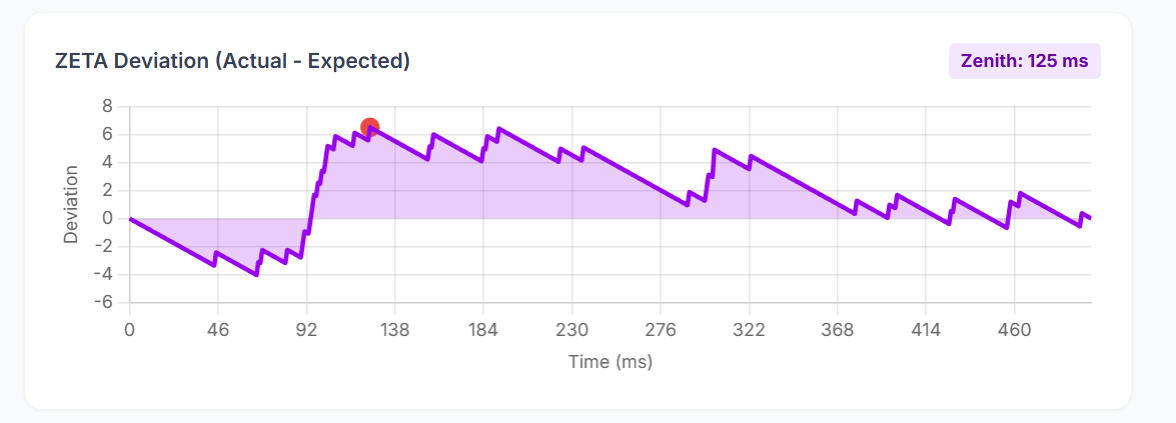 ZETA Deviation (Actual - Expected)
Zenith: 125 ms
8
6
4
2
0
-2
-4
-6
Deviation
0 46 92 138 184 230 276 322 368 414 460
Time (ms)